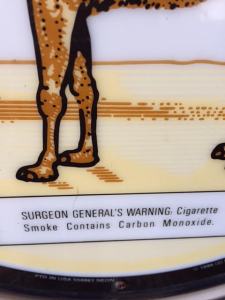 SURGEON GENERAL'S WARNING: Cigarette
Smoke Contains Carbon Monoxide.